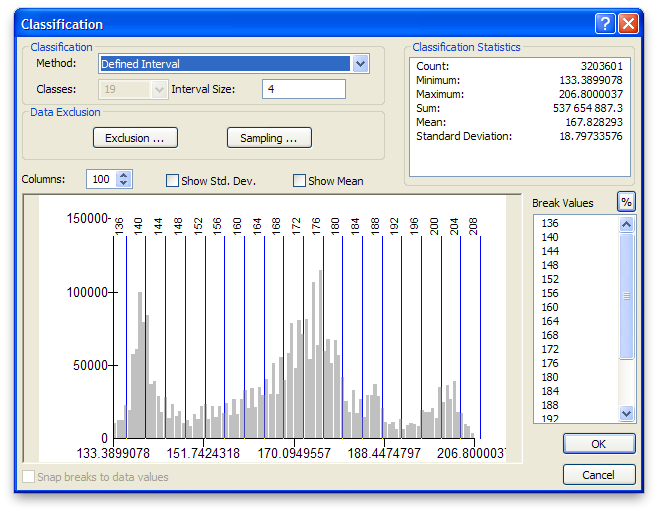 Classification
Classification
Method: Defined Interval
Classes: 19 Interval Size: 4
Data Exclusion
Exclusion ... Sampling ...
Classification Statistics
Count: 3203601
Minimum: 133.3899078
Maximum: 206.8000037
Sum: 537 654 887.3
Mean: 167.828293
Standard Deviation: 18.79733576
Columns: 100 Show Std. Dev. Show Mean
150000
100000
50000
0
136 140 144 148 152 156 160 164 168 172 176 180 184 188 192 196 200 204 208
133.3899078 151.7424318 170.0949557 188.4474797 206.8000037
Break Values %
136
140
144
148
152
156
160
164
168
172
176
180
184
188
192
OK
Cancel
Snap breaks to data values